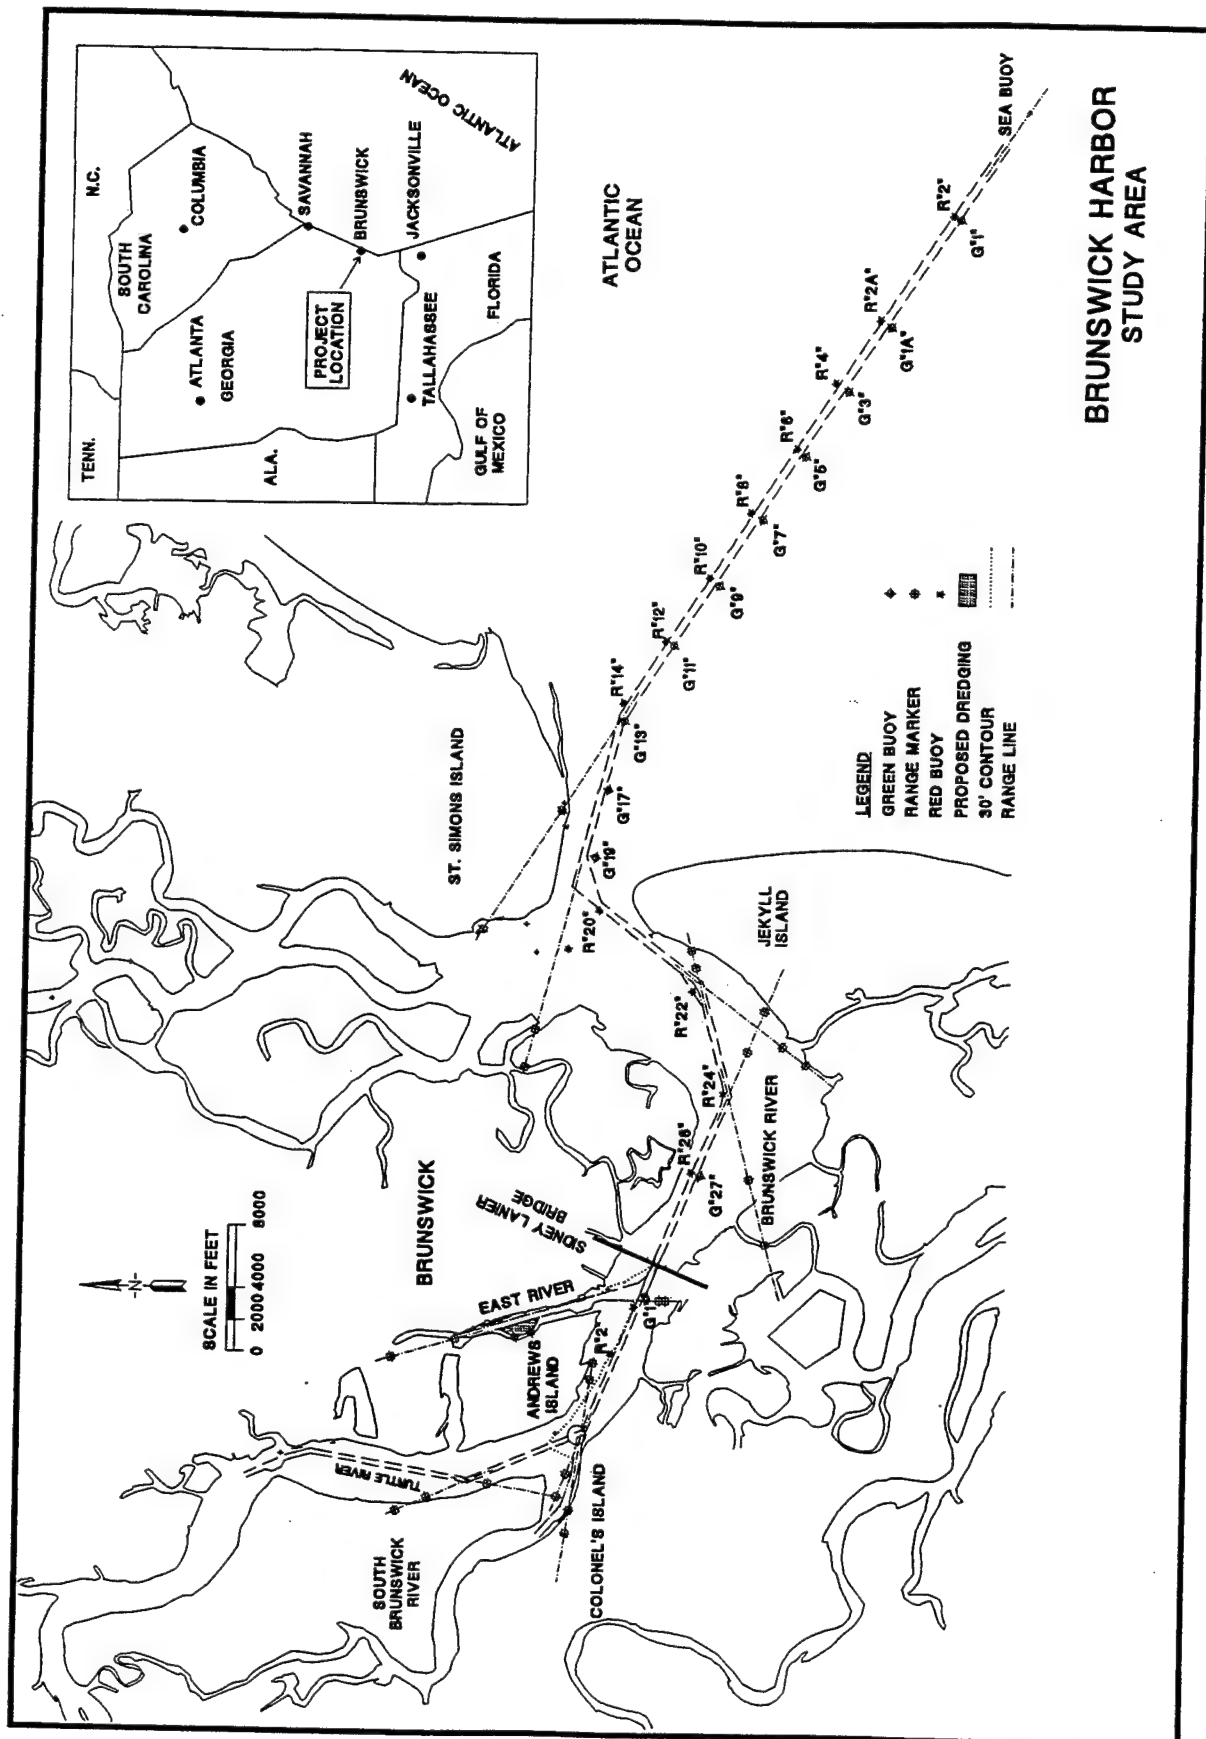 N.C.
TENN.
SOUTH
CAROLINA
COLUMBIA
ATLANTIC OCEAN
ATLANTA
GEORGIA
SAVANNAH
BRUNSWICK
PROJECT
LOCATION
ALA.
JACKSONVILLE
TALLAHASSEE
FLORIDA
GULF OF
MEXICO
ATLANTIC
OCEAN
SEA BUOY
R"2"
G"1"
R"2A"
G"1A"
R"4"
G"3"
R"6"
G"5"
R"8"
G"7"
R"10"
G"9"
R"12"
G"11"
R"14"
G"13"
G"17"
G"19"
R"20"
R"22"
R"24"
R"26"
G"27"
G"1"
R"2"
ST. SIMONS ISLAND
JEKYLL
ISLAND
BRUNSWICK RIVER
BRUNSWICK
SIDNEY LANIER
BRIDGE
EAST RIVER
ANDREWS
ISLAND
TURTLE RIVER
SOUTH
BRUNSWICK
RIVER
COLONEL'S ISLAND
-N-
SCALE IN FEET
0 2000 4000 8000
LEGEND
GREEN BUOY
RANGE MARKER
RED BUOY
PROPOSED DREDGING
30' CONTOUR
RANGE LINE
BRUNSWICK HARBOR
STUDY AREA